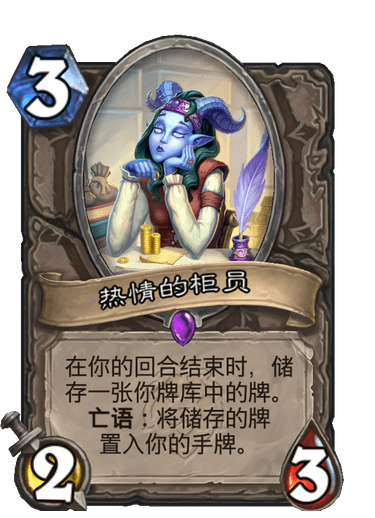 3
热情的柜员
在你的回合结束时，储
存一张你牌库中的牌。
亡语：将储存的牌
置入你的手牌。
2
3